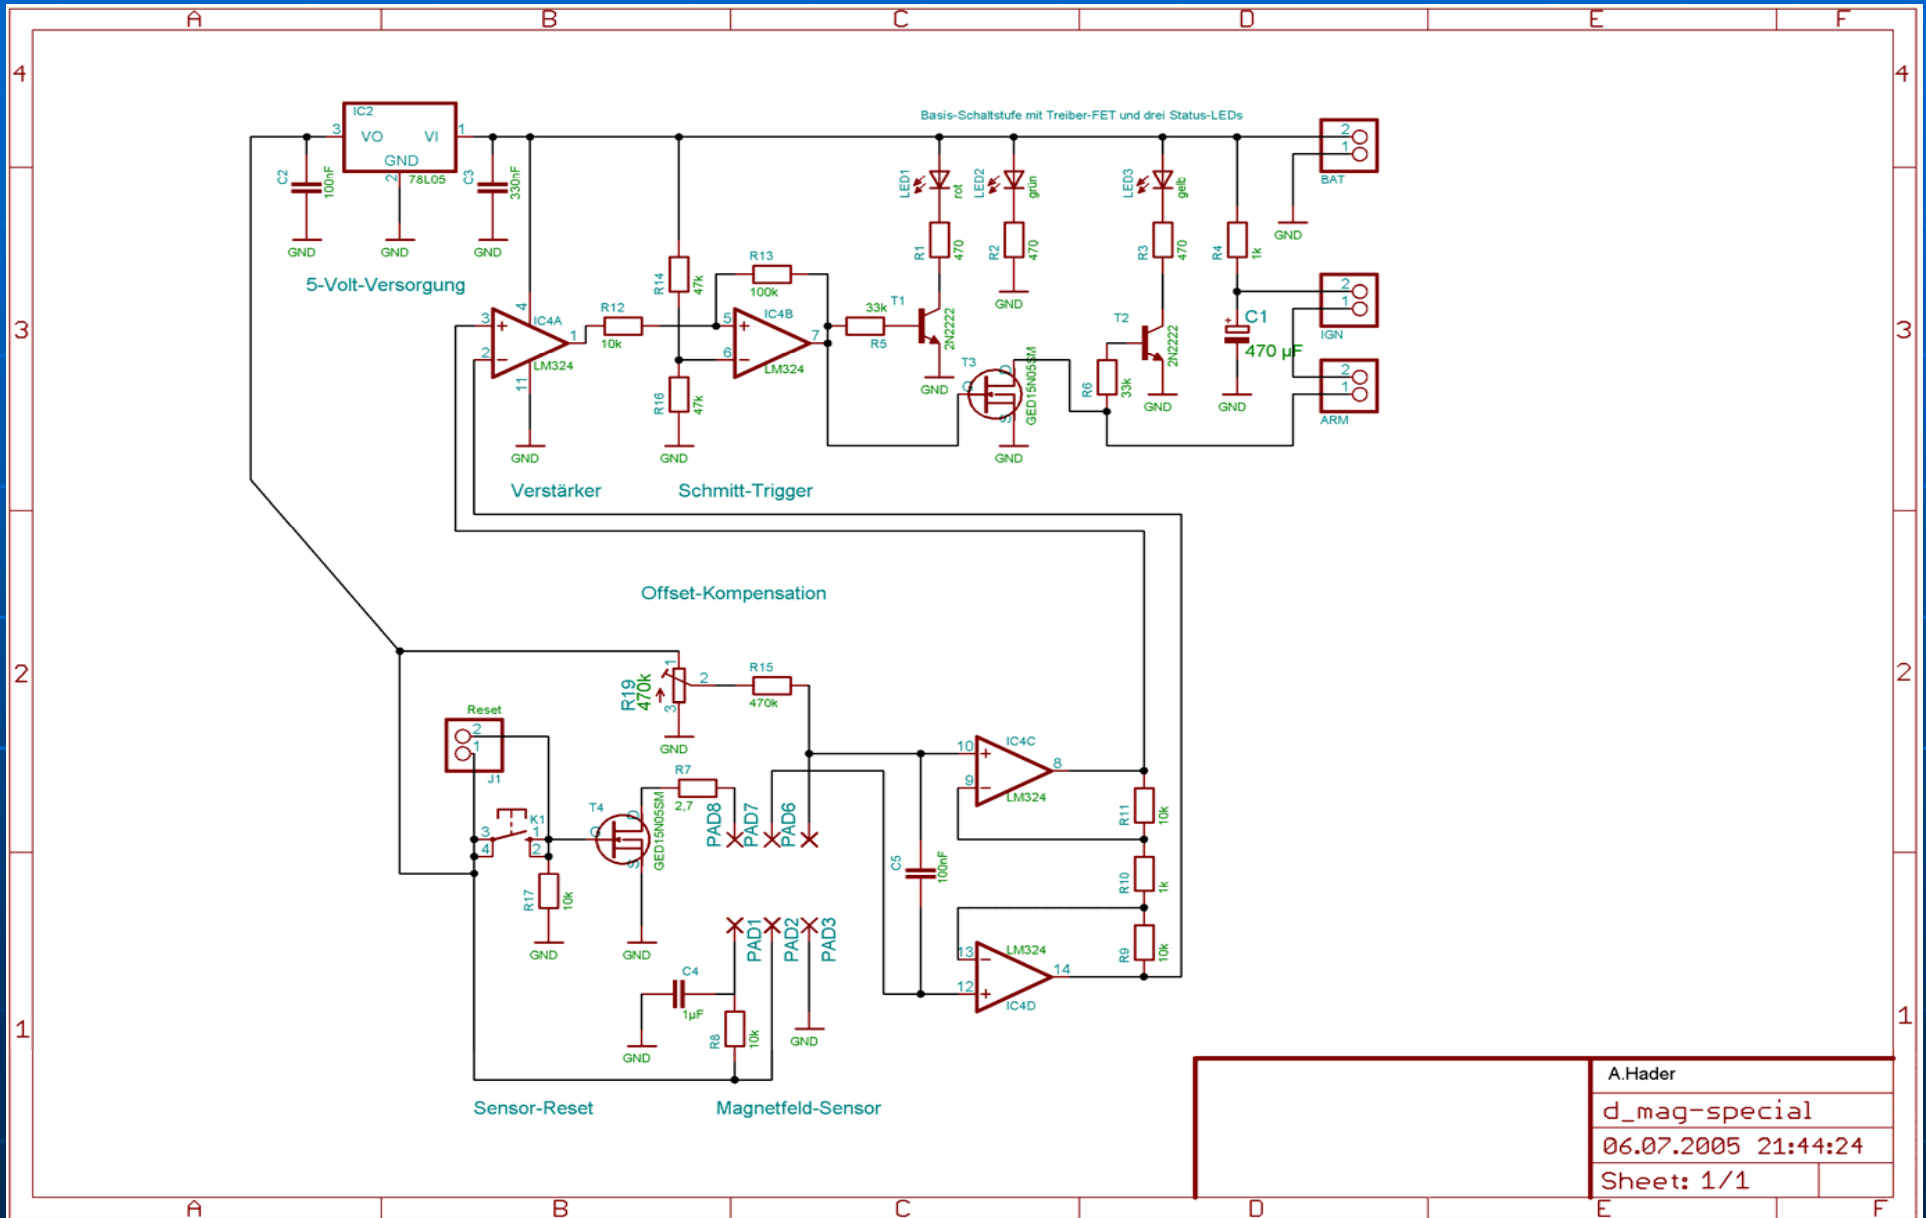 A B C D E F
4 4
IC2
3 VO VI 1
GND
2 78L05
C2 100nF
C3 330nF
GND GND GND
5-Volt-Versorgung
Basis-Schaltstufe mit Treiber-FET und drei Status-LEDs
LED1 rot
LED2 grün
LED3 gelb
2
1
BAT
GND
R1 470
R2 470
R3 470
R4 1k
GND
R14 47k
R13
100k
3 3
IC4A
4
3 +
2 -
1
11
LM324
R12
10k
IC4B
5 +
6 -
7
LM324
33k
R5
T1
2N2222
GND
T2
2N2222
GND
+ C1
470 µF
GND
2
1
IGN
2
1
ARM
R16 47k
T3
G D S
GED15N05SM
R6 33k
GND GND GND
Verstärker Schmitt-Trigger
Offset-Kompensation
2 2
R19 470k
1
2
3
GND
R15
470k
Reset
2
1
J1
K1
3 1
4 2
R17 10k
GND
T4
G D S
GED15N05SM
GND
R7
2,7
PAD8 PAD7 PAD6
IC4C
10 +
9 -
8
LM324
R11 10k
C5 100nF
R10 1k
PAD1 PAD2 PAD3
LM324
13 -
12 +
14
IC4D
R9 10k
C4
1µF
GND
R8 10k
GND
1 1
Sensor-Reset Magnetfeld-Sensor
A.Hader
d_mag-special
06.07.2005 21:44:24
Sheet: 1/1
A B C D E F